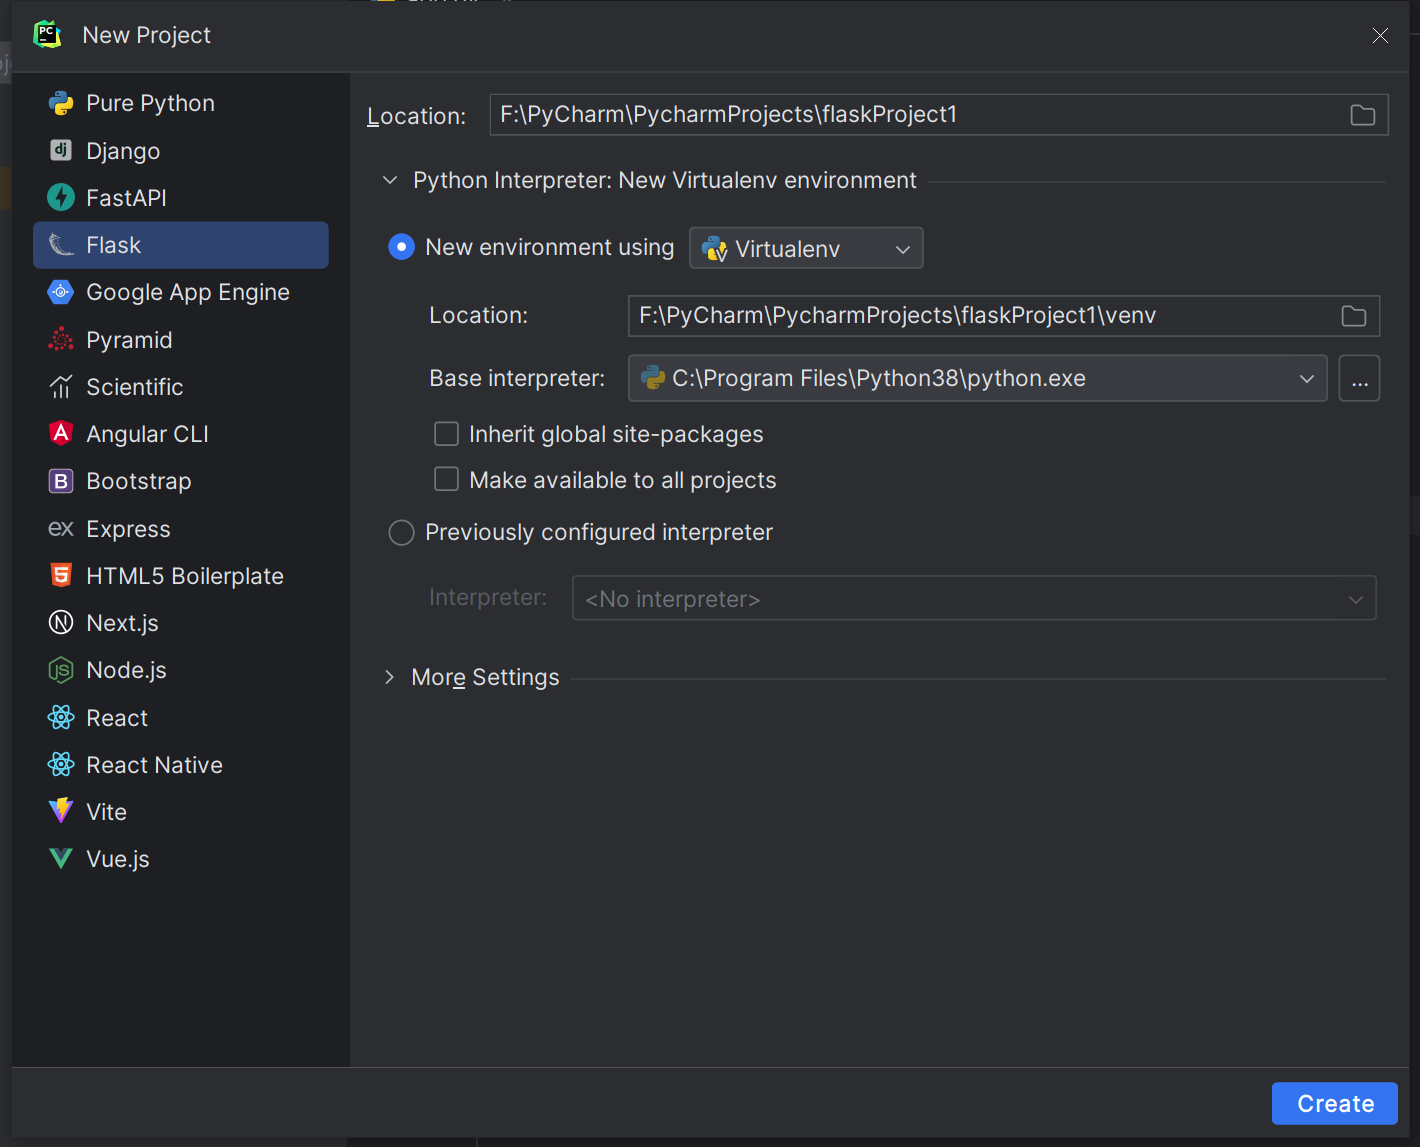 New Project
Pure Python
Django
FastAPI
Flask
Google App Engine
Pyramid
Scientific
Angular CLI
Bootstrap
Express
HTML5 Boilerplate
Next.js
Node.js
React
React Native
Vite
Vue.js
Location: F:\PyCharm\PycharmProjects\flaskProject1
Python Interpreter: New Virtualenv environment
New environment using Virtualenv
Location: F:\PyCharm\PycharmProjects\flaskProject1\venv
Base interpreter: C:\Program Files\Python38\python.exe ...
Inherit global site-packages
Make available to all projects
Previously configured interpreter
Interpreter: <No interpreter>
More Settings
Create